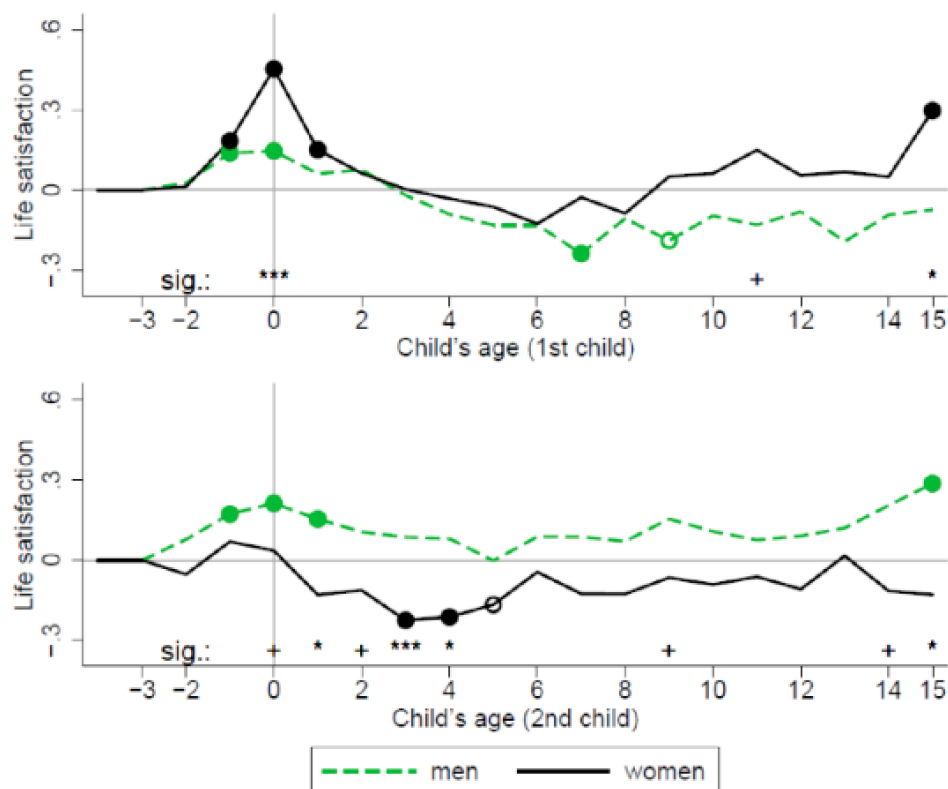 .6
.3
0
−.3
Life satisfaction
sig.: *** + *
−3 −2 0 2 4 6 8 10 12 14 15
Child's age (1st child)
.6
.3
0
−.3
Life satisfaction
sig.: + * + *** * + + *
−3 −2 0 2 4 6 8 10 12 14 15
Child's age (2nd child)
men women